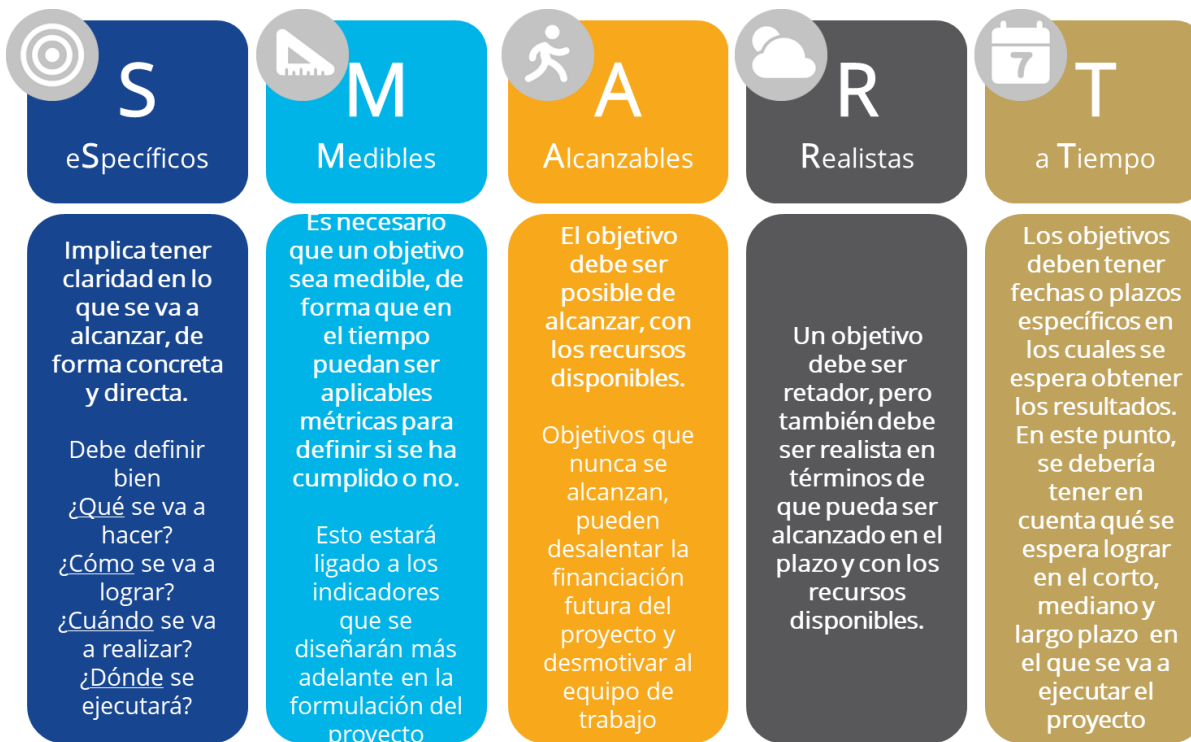 S
eSpecíficos
Implica tener
claridad en lo
que se va a
alcanzar, de
forma concreta
y directa.
Debe definir
bien
¿Qué se va a
hacer?
¿Cómo se va a
lograr?
¿Cuándo se va
a realizar?
¿Dónde se
ejecutará?
M
Medibles
Es necesario
que un objetivo
sea medible, de
forma que en
el tiempo
puedan ser
aplicables
métricas para
definir si se ha
cumplido o no.
Esto estará
ligado a los
indicadores
que se
diseñarán más
adelante en la
formulación del
proyecto
A
Alcanzables
El objetivo
debe ser
posible de
alcanzar, con
los recursos
disponibles.
Objetivos que
nunca se
alcanzan,
pueden
desalentar la
financiación
futura del
proyecto y
desmotivar al
equipo de
trabajo
R
Realistas
Un objetivo
debe ser
retador, pero
también debe
ser realista en
términos de
que pueda ser
alcanzado en el
plazo y con los
recursos
disponibles.
7
T
a Tiempo
Los objetivos
deben tener
fechas o plazos
específicos en
los cuales se
espera obtener
los resultados.
En este punto,
se debería
tener en
cuenta qué se
espera lograr
en el corto,
mediano y
largo plazo en
el que se va a
ejecutar el
proyecto